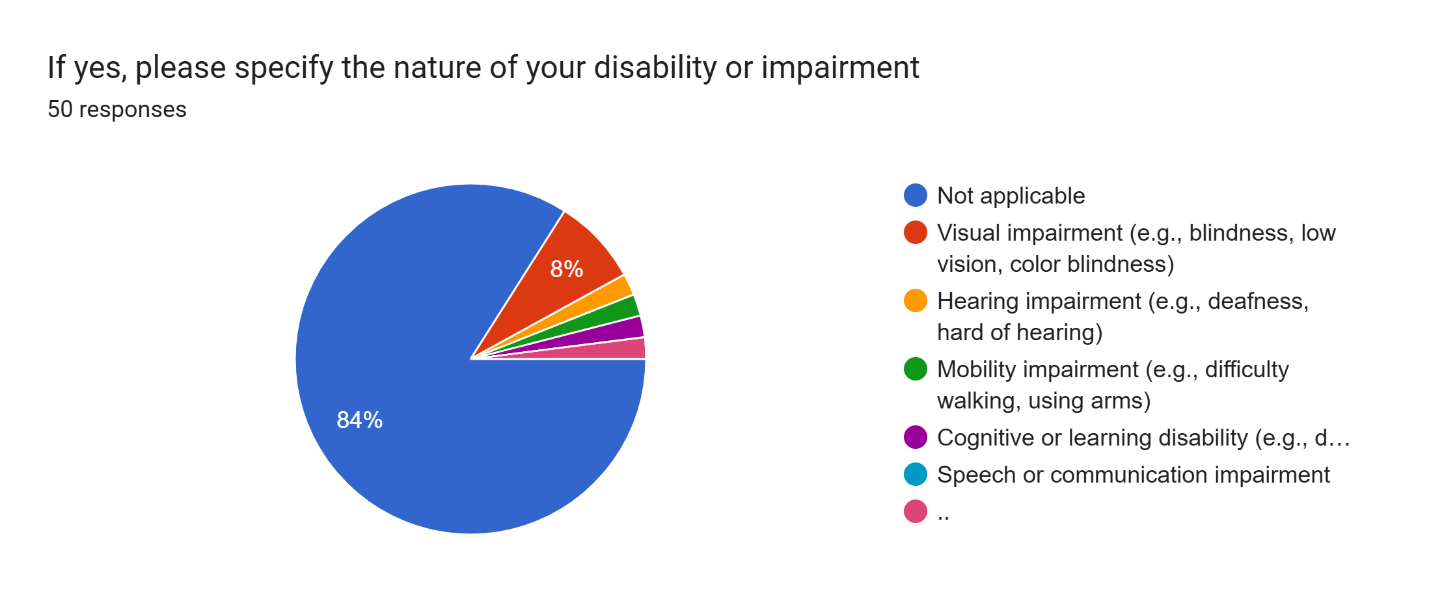 If yes, please specify the nature of your disability or impairment
50 responses
8%
84%
Not applicable
Visual impairment (e.g., blindness, low
vision, color blindness)
Hearing impairment (e.g., deafness,
hard of hearing)
Mobility impairment (e.g., difficulty
walking, using arms)
Cognitive or learning disability (e.g., d…
Speech or communication impairment
..